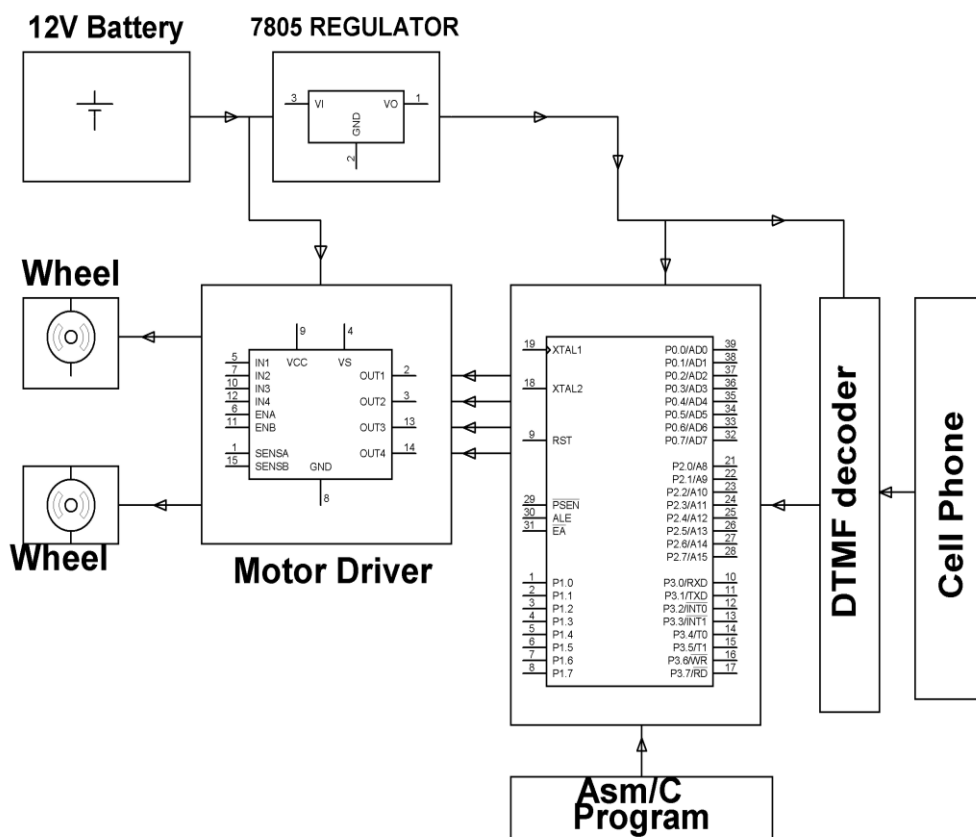 12V Battery
7805 REGULATOR
3
VI
VO
1
GND
2
Wheel
Wheel
9
4
VCC
VS
5
IN1
7
IN2
10
IN3
12
IN4
6
ENA
11
ENB
1
SENSA
15
SENSB
GND
8
OUT1
2
OUT2
3
OUT3
13
OUT4
14
Motor Driver
19
XTAL1
18
XTAL2
9
RST
29
PSEN
30
ALE
31
EA
1
P1.0
2
P1.1
3
P1.2
4
P1.3
5
P1.4
6
P1.5
7
P1.6
8
P1.7
P0.0/AD0
39
P0.1/AD1
38
P0.2/AD2
37
P0.3/AD3
36
P0.4/AD4
35
P0.5/AD5
34
P0.6/AD6
33
P0.7/AD7
32
P2.0/A8
21
P2.1/A9
22
P2.2/A10
23
P2.3/A11
24
P2.4/A12
25
P2.5/A13
26
P2.6/A14
27
P2.7/A15
28
P3.0/RXD
10
P3.1/TXD
11
P3.2/INT0
12
P3.3/INT1
13
P3.4/T0
14
P3.5/T1
15
P3.6/WR
16
P3.7/RD
17
DTMF decoder
Cell Phone
Asm/C
Program